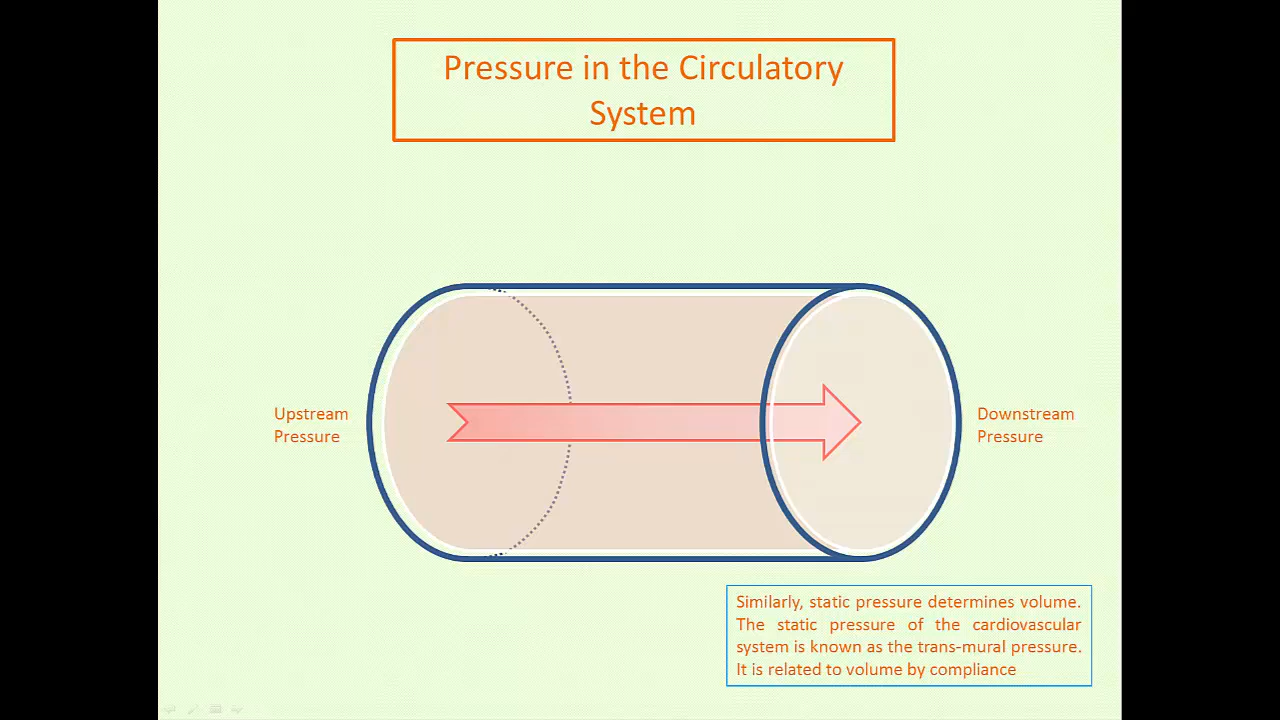 Pressure in the Circulatory
System
Upstream
Pressure
Downstream
Pressure
Similarly, static pressure determines volume.
The static pressure of the cardiovascular
system is known as the trans-mural pressure.
It is related to volume by compliance